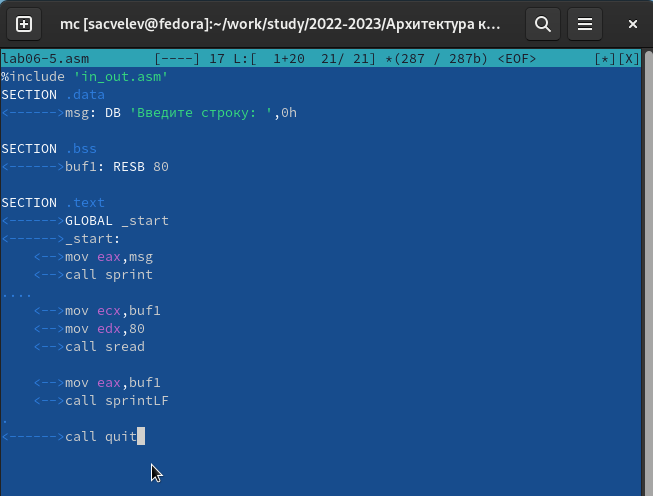 mc [sacvelev@fedora]:~/work/study/2022-2023/Архитектура к...
lab06-5.asm [----] 17 L:[ 1+20 21/ 21] *(287 / 287b) <EOF> [*][X]
%include 'in_out.asm'
SECTION .data
<------>msg: DB 'Введите строку: ',0h
SECTION .bss
<------>buf1: RESB 80
SECTION .text
<------>GLOBAL _start
<------>_start:
<-->mov eax,msg
<-->call sprint
....
<-->mov ecx,buf1
<-->mov edx,80
<-->call sread
<-->mov eax,buf1
<-->call sprintLF
.
<------>call quit